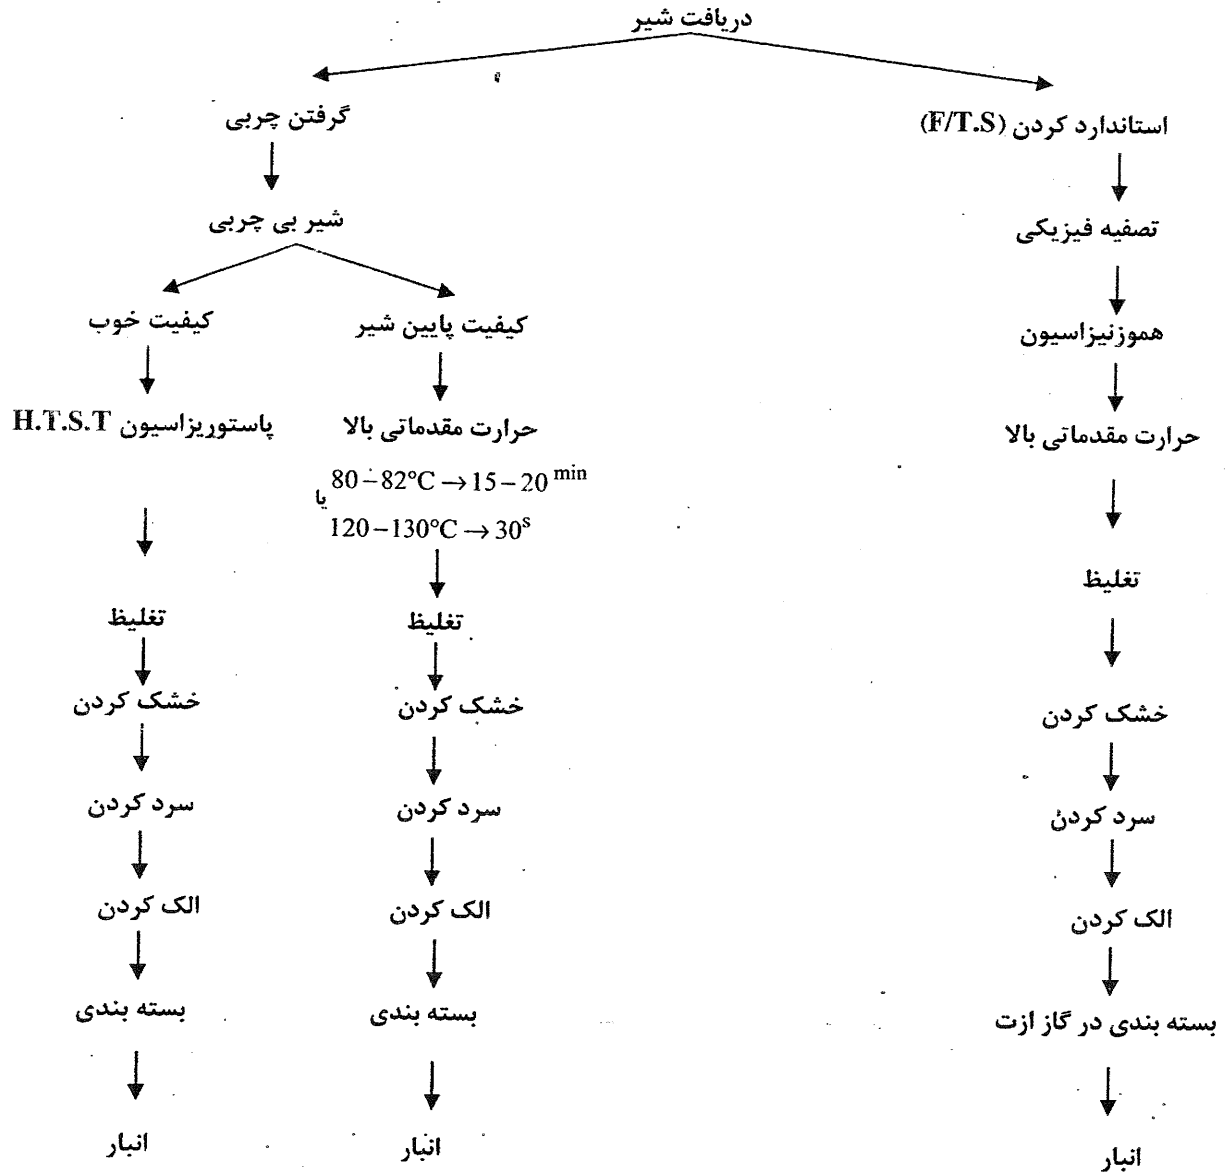 دریافت شیر
گرفتن چربی
استاندارد کردن (F/T.S)
شیر بی چربی
تصفیه فیزیکی
کیفیت خوب
کیفیت پایین شیر
هموزنیزاسیون
پاستوریزاسیون H.T.S.T
حرارت مقدماتی بالا
حرارت مقدماتی بالا
80–82°C → 15–20 min
یا
120–130°C → 30s
تغلیظ
تغلیظ
تغلیظ
خشک کردن
خشک کردن
خشک کردن
سرد کردن
سرد کردن
سرد کردن
الک کردن
الک کردن
الک کردن
بسته بندی
بسته بندی
بسته بندی در گاز ازت
انبار
انبار
انبار